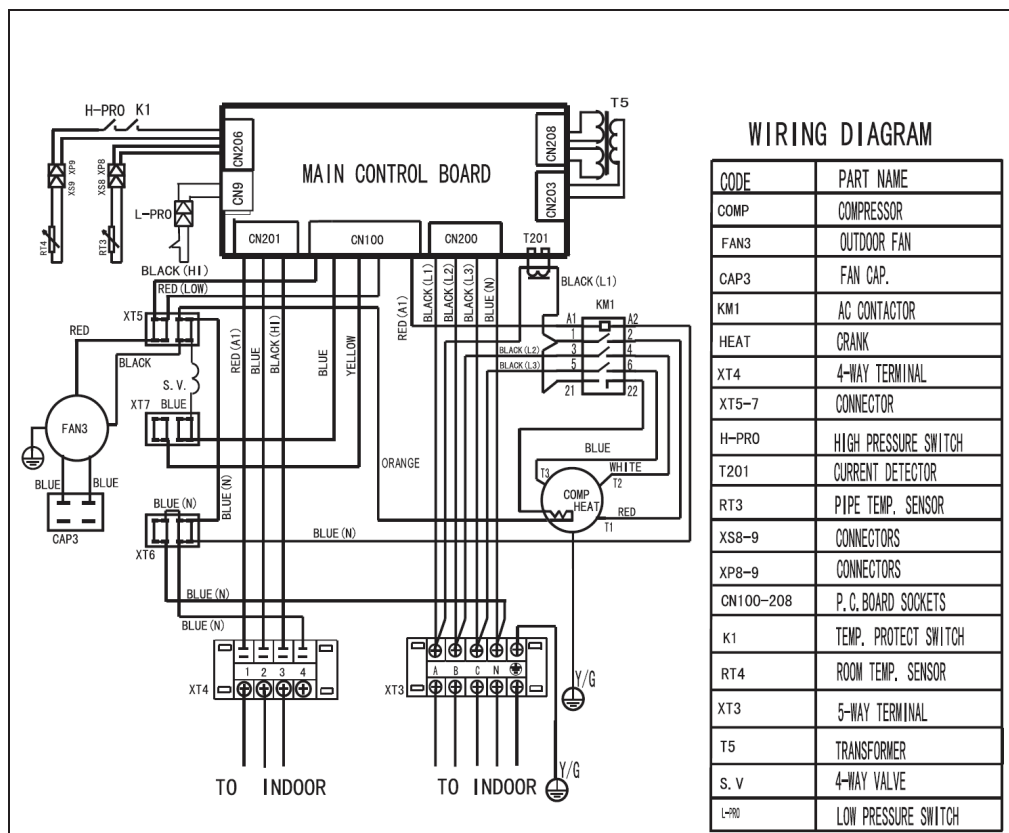 H-PRO K1
T5
CN206
CN208
XS9 XP9
XS8 XP8
MAIN CONTROL BOARD
CN9
CN203
L-PRO
RT4
RT3
CN201
CN100
CN200
T201
BLACK(HI)
RED(LOW)
BLACK(L1)
XT5
RED
BLACK
RED(A1)
BLUE
BLACK(HI)
BLUE
YELLOW
RED(A1)
BLACK(L1)
BLACK(L2)
BLACK(L3)
BLUE(N)
KM1
A1
A2
1
2
BLACK(L2)
3
4
BLACK(L3)
5
6
21
22
S.V.
XT7
BLUE
FAN3
ORANGE
BLUE
BLUE
BLUE
CAP3
BLUE(N)
BLUE(N)
XT6
BLUE(N)
T3
WHITE
T2
COMP
HEAT
RED
T1
BLUE(N)
BLUE(N)
1 2 3 4
XT4
A B C N
XT3
Y/G
Y/G
TO INDOOR
TO INDOOR
WIRING DIAGRAM
CODE PART NAME
COMP COMPRESSOR
FAN3 OUTDOOR FAN
CAP3 FAN CAP.
KM1 AC CONTACTOR
HEAT CRANK
XT4 4-WAY TERMINAL
XT5-7 CONNECTOR
H-PRO HIGH PRESSURE SWITCH
T201 CURRENT DETECTOR
RT3 PIPE TEMP. SENSOR
XS8-9 CONNECTORS
XP8-9 CONNECTORS
CN100-208 P.C.BOARD SOCKETS
K1 TEMP. PROTECT SWITCH
RT4 ROOM TEMP. SENSOR
XT3 5-WAY TERMINAL
T5 TRANSFORMER
S.V 4-WAY VALVE
L-PRO LOW PRESSURE SWITCH